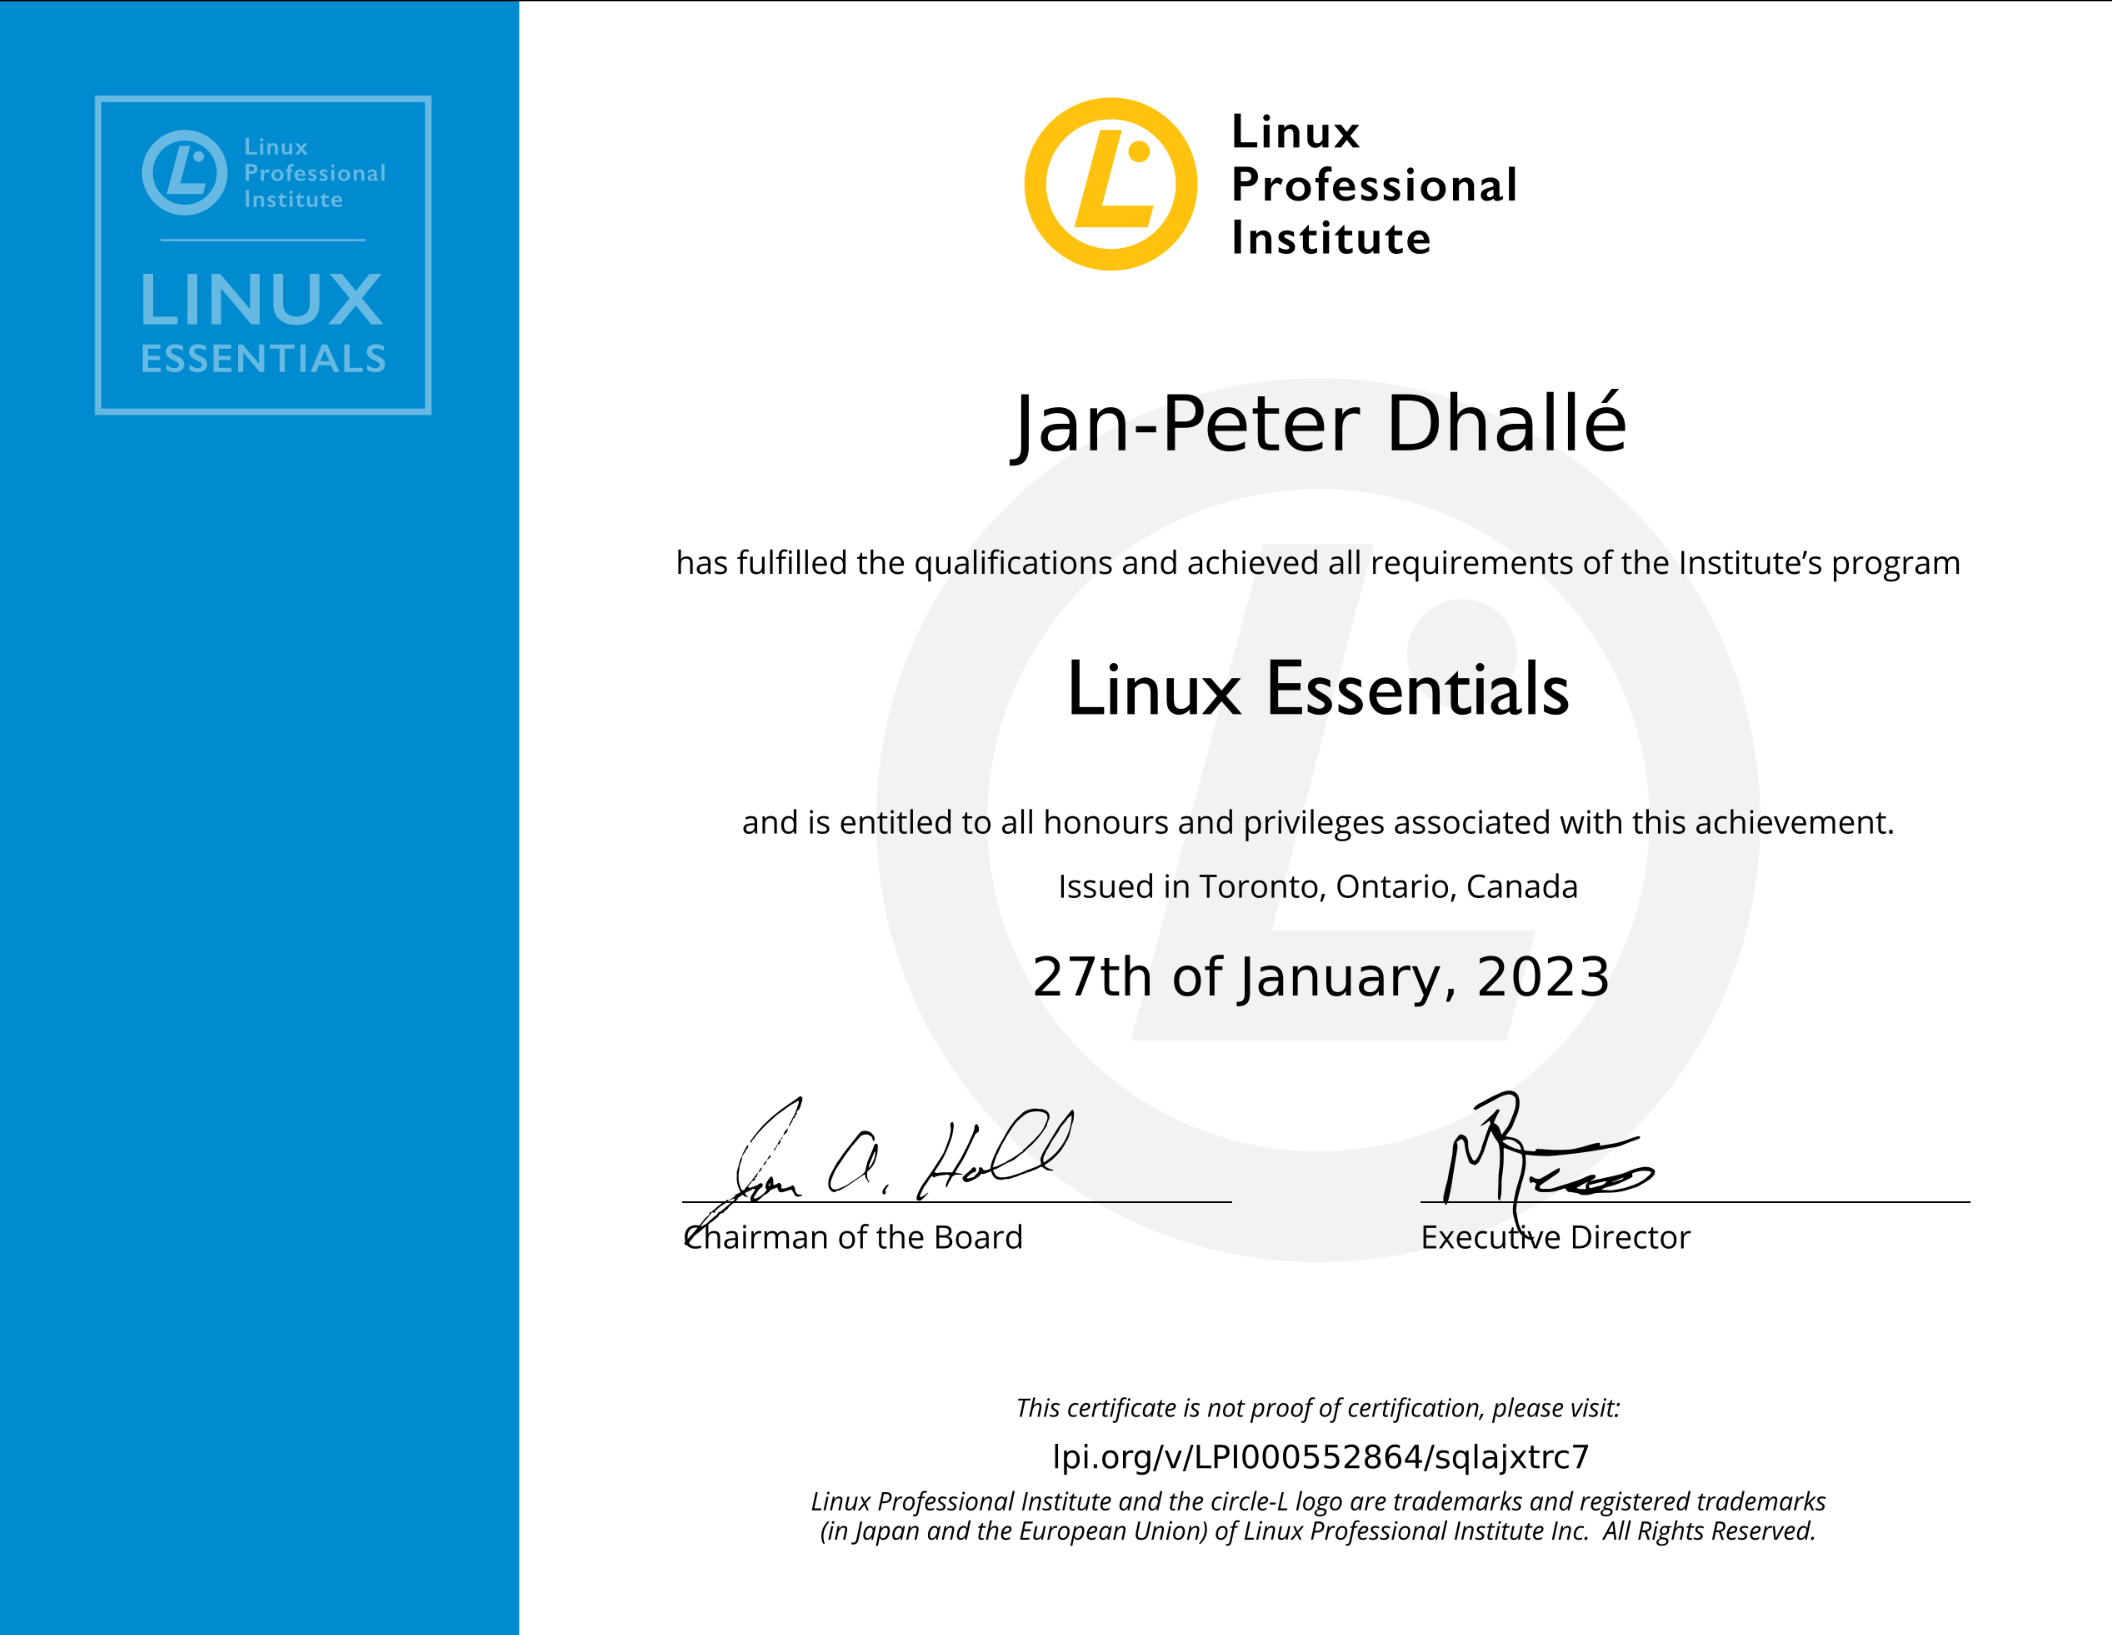 Linux
Professional
Institute
LINUX
ESSENTIALS
Linux
Professional
Institute
Jan-Peter Dhallé
has fulfilled the qualifications and achieved all requirements of the Institute’s program
Linux Essentials
and is entitled to all honours and privileges associated with this achievement.
Issued in Toronto, Ontario, Canada
27th of January, 2023
Jon A. Hall
Chairman of the Board
Executive Director
This certificate is not proof of certification, please visit:
lpi.org/v/LPI000552864/sqlajxtrc7
Linux Professional Institute and the circle-L logo are trademarks and registered trademarks
(in Japan and the European Union) of Linux Professional Institute Inc.  All Rights Reserved.